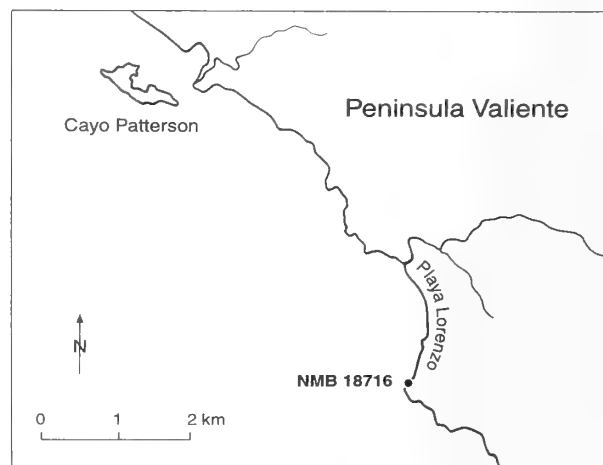 Peninsula Valiente
Cayo Patterson
Playa Lorenzo
N
NMB 18716
0 1 2 km